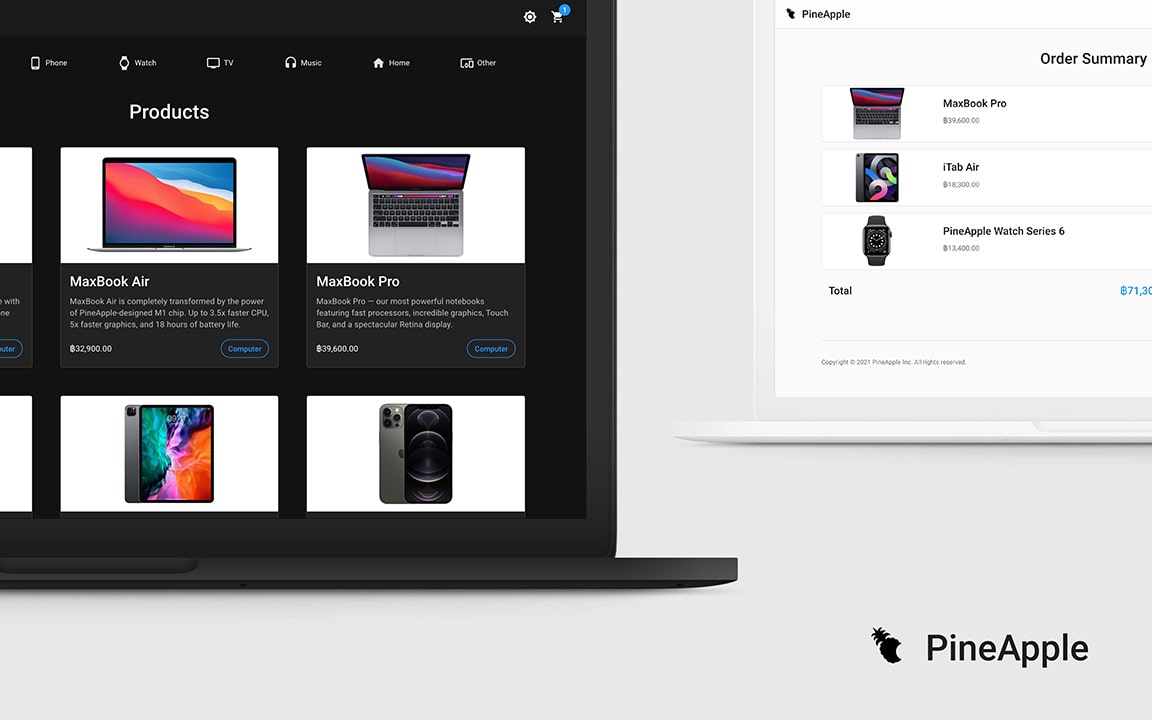 1
Phone
Watch
TV
Music
Home
Other
Products
MaxBook Air
MaxBook Air is completely transformed by the power
of PineApple-designed M1 chip. Up to 3.5x faster CPU,
5x faster graphics, and 18 hours of battery life.
฿32,900.00
Computer
MaxBook Pro
MaxBook Pro — our most powerful notebooks
featuring fast processors, incredible graphics, Touch
Bar, and a spectacular Retina display.
฿39,600.00
Computer
e with
one
uter
PineApple
Order Summary
MaxBook Pro
฿39,600.00
iTab Air
฿18,300.00
PineApple Watch Series 6
฿13,400.00
Total
฿71,30
Copyright © 2021 PineApple Inc. All rights reserved.
PineApple